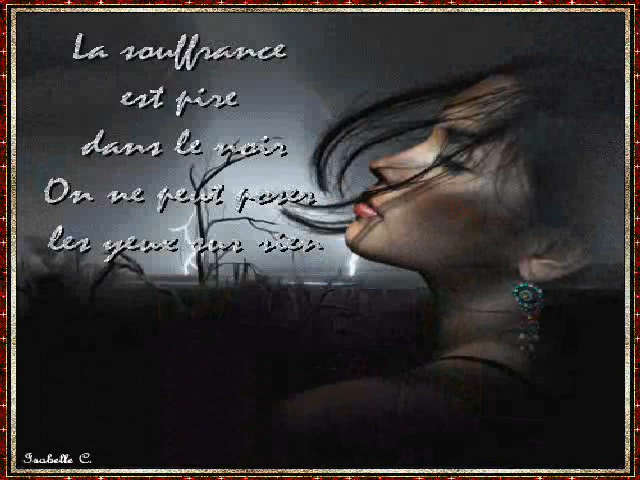 La souffrance
est pire
dans le noir
On ne peut poser
les yeux sur rien
Isabelle C.